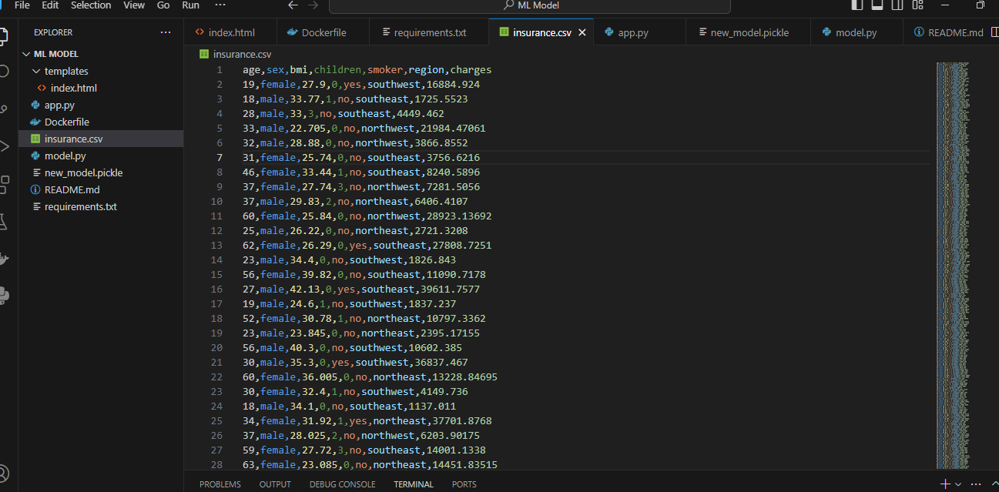 File Edit Selection View Go Run ··· ML Model
EXPLORER ···
ML MODEL
templates
index.html
app.py
Dockerfile
insurance.csv
model.py
new_model.pickle
README.md
requirements.txt
index.html Dockerfile requirements.txt insurance.csv app.py new_model.pickle model.py README.md
insurance.csv
1 age,sex,bmi,children,smoker,region,charges
2 19,female,27.9,0,yes,southwest,16884.924
3 18,male,33.77,1,no,southeast,1725.5523
4 28,male,33,3,no,southeast,4449.462
5 33,male,22.705,0,no,northwest,21984.47061
6 32,male,28.88,0,no,northwest,3866.8552
7 31,female,25.74,0,no,southeast,3756.6216
8 46,female,33.44,1,no,southeast,8240.5896
9 37,female,27.74,3,no,northwest,7281.5056
10 37,male,29.83,2,no,northeast,6406.4107
11 60,female,25.84,0,no,northwest,28923.13692
12 25,male,26.22,0,no,northeast,2721.3208
13 62,female,26.29,0,yes,southeast,27808.7251
14 23,male,34.4,0,no,southwest,1826.843
15 56,female,39.82,0,no,southeast,11090.7178
16 27,male,42.13,0,yes,southeast,39611.7577
17 19,male,24.6,1,no,southwest,1837.237
18 52,female,30.78,1,no,northeast,10797.3362
19 23,male,23.845,0,no,northeast,2395.17155
20 56,male,40.3,0,no,southwest,10602.385
21 30,male,35.3,0,yes,southwest,36837.467
22 60,female,36.005,0,no,northeast,13228.84695
23 30,female,32.4,1,no,southwest,4149.736
24 18,male,34.1,0,no,southeast,1137.011
25 34,female,31.92,1,yes,northeast,37701.8768
26 37,male,28.025,2,no,northwest,6203.90175
27 59,female,27.72,3,no,southeast,14001.1338
28 63,female,23.085,0,no,northeast,14451.83515
PROBLEMS OUTPUT DEBUG CONSOLE TERMINAL PORTS